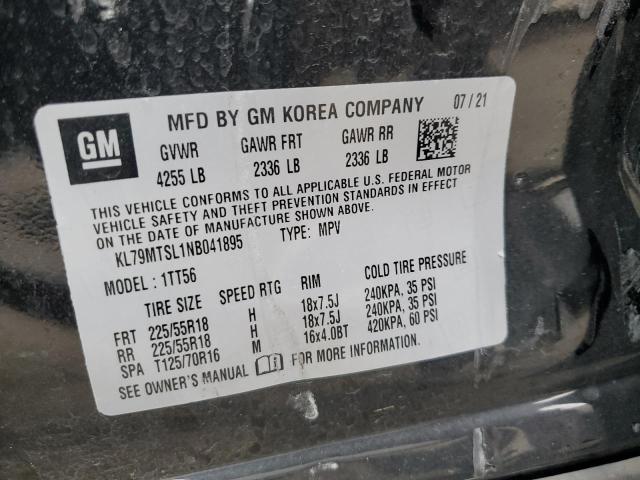 GM
MFD BY GM KOREA COMPANY 07 / 21
GVWR GAWR FRT GAWR RR
4255 LB 2336 LB 2336 LB
THIS VEHICLE CONFORMS TO ALL APPLICABLE U.S. FEDERAL MOTOR
VEHICLE SAFETY AND THEFT PREVENTION STANDARDS IN EFFECT
ON THE DATE OF MANUFACTURE SHOWN ABOVE.
KL79MTSL1NB041895 TYPE: MPV
MODEL : 1TT56
TIRE SIZE SPEED RTG RIM COLD TIRE PRESSURE
FRT 225/55R18 H 18x7.5J 240KPA, 35 PSI
RR 225/55R18 H 18x7.5J 240KPA, 35 PSI
SPA T125/70R16 M 16x4.0BT 420KPA, 60 PSI
SEE OWNER'S MANUAL FOR MORE INFORMATION.